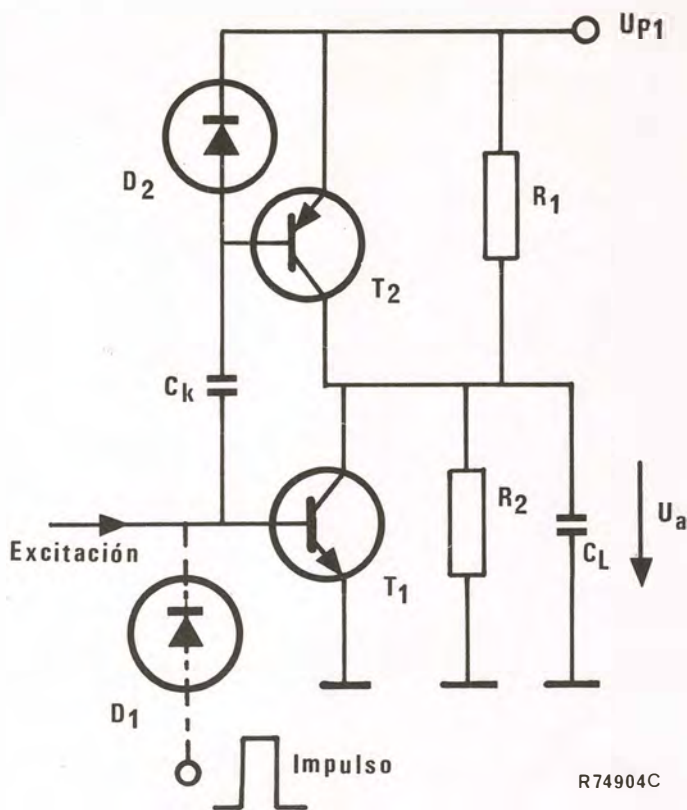 UP1
D2
R1
T2
Ck
R2
Ua
Excitación
CL
T1
D1
Impulso
R74904C